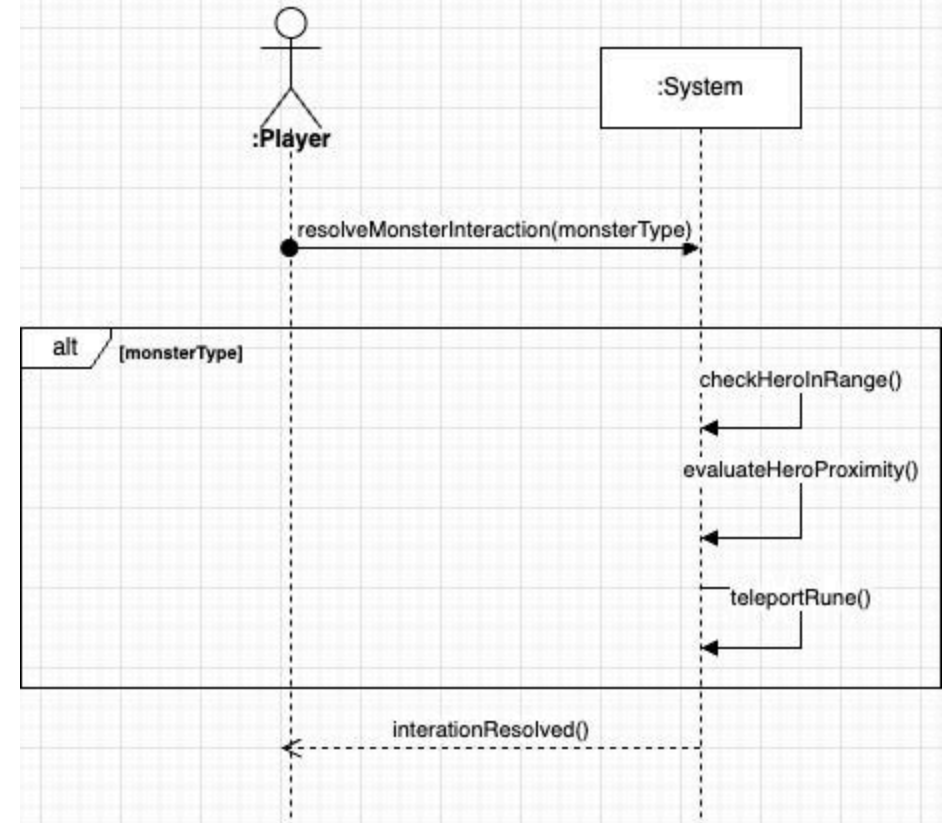 :Player
:System
resolveMonsterInteraction(monsterType)
alt
[monsterType]
checkHeroInRange()
evaluateHeroProximity()
teleportRune()
interationResolved()